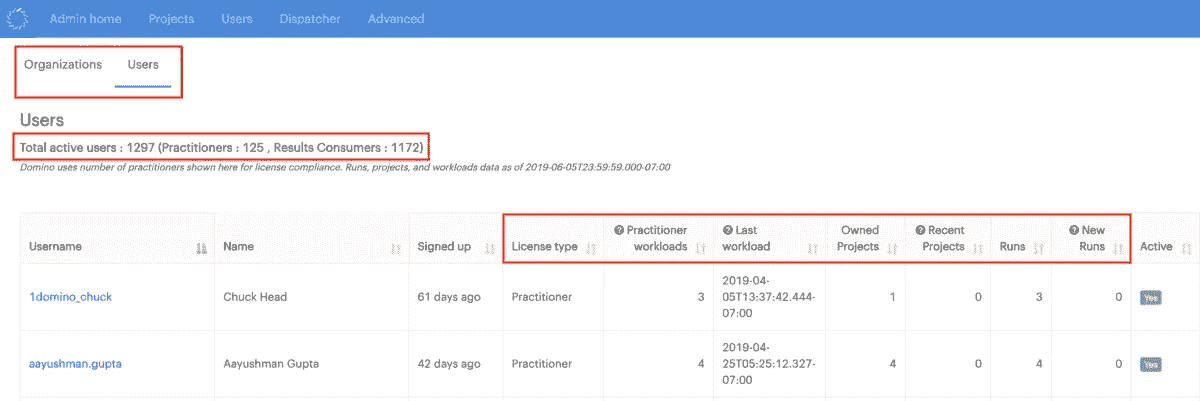 Admin home Projects Users Dispatcher Advanced
Organizations Users
Users
Total active users : 1297 (Practitioners : 125 , Results Consumers : 1172)
Domino uses number of practitioners shown here for license compliance. Runs, projects, and workloads data as of 2019-06-05T23:59:59.000-07:00
Username Name Signed up License type Practitioner workloads Last workload Owned Projects Recent Projects Runs New Runs Active
1domino_chuck Chuck Head 61 days ago Practitioner 3 2019-04-05T13:37:42.444-07:00 1 0 3 0 Yes
aayushman.gupta Aayushman Gupta 42 days ago Practitioner 4 2019-04-25T05:25:12.327-07:00 4 0 4 0 Yes